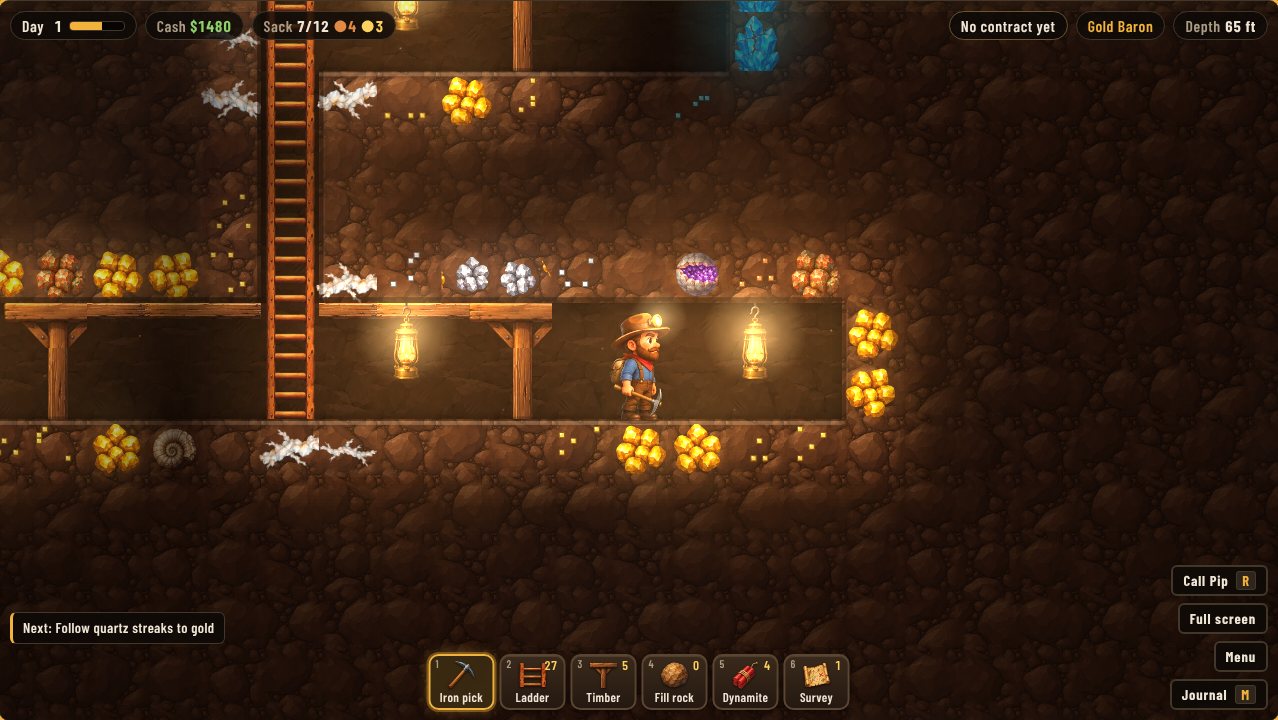 Day 1
Cash $1480
Sack 7/12 4 3
No contract yet
Gold Baron
Depth 65 ft
Call Pip R
Full screen
Next: Follow quartz streaks to gold
Menu
Journal M
1 Iron pick
2 27 Ladder
3 5 Timber
4 0 Fill rock
5 4 Dynamite
6 1 Survey